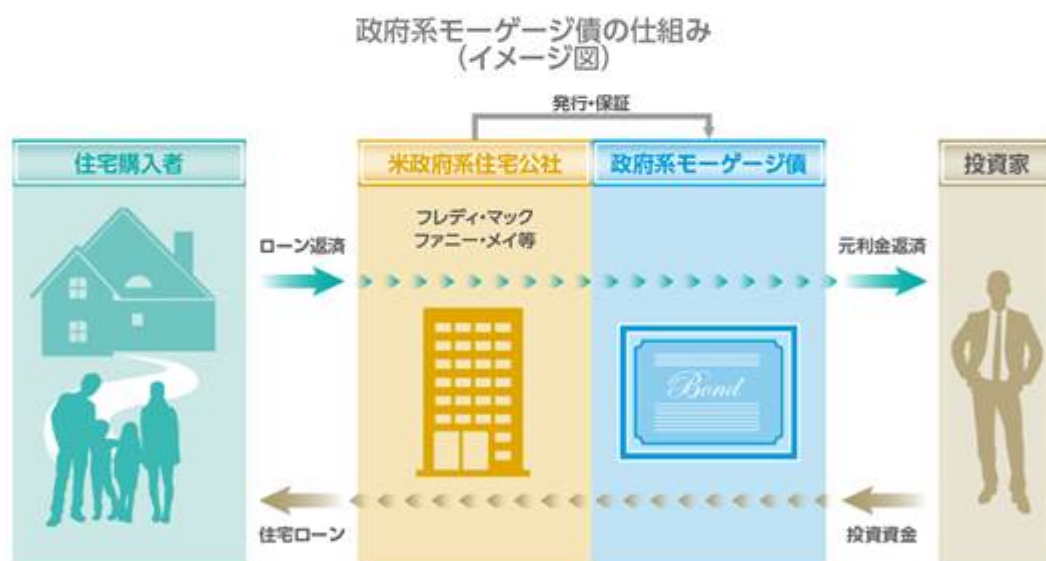 政府系モーゲージ債の仕組み
(イメージ図)
発行・保証
住宅購入者
米政府系住宅公社
政府系モーゲージ債
投資家
フレディ・マック
ファニー・メイ等
ローン返済
元利金返済
Bond
住宅ローン
投資資金